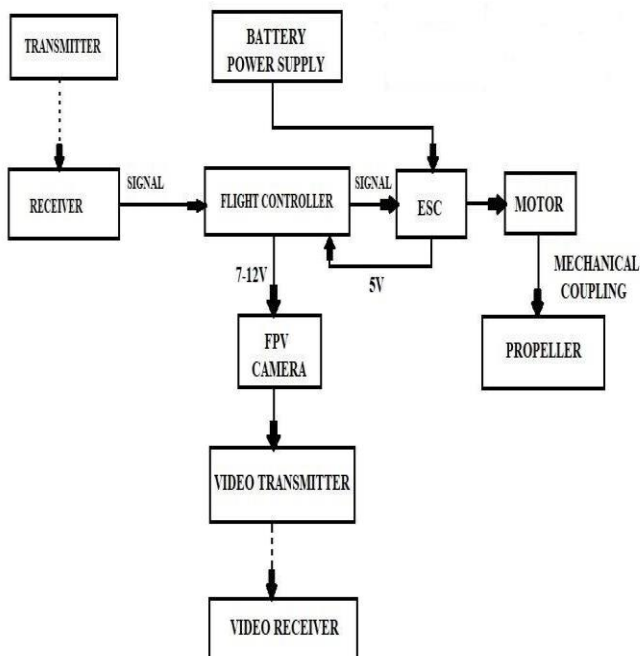 TRANSMITTER
BATTERY
POWER SUPPLY
RECEIVER
SIGNAL
FLIGHT CONTROLLER
SIGNAL
ESC
MOTOR
7-12V
5V
MECHANICAL
COUPLING
FPV
CAMERA
PROPELLER
VIDEO TRANSMITTER
VIDEO RECEIVER